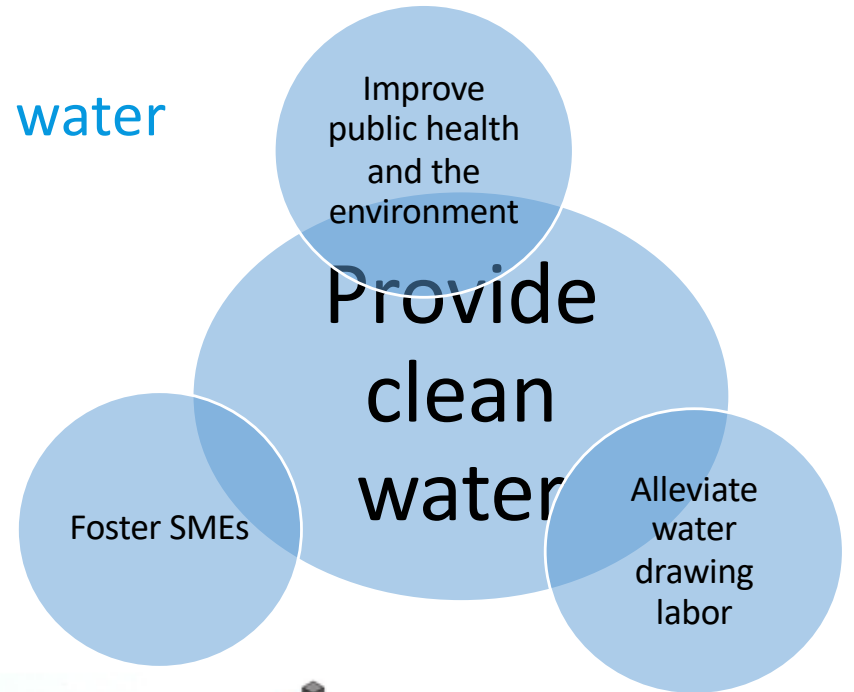 water
Improve
public health
and the
environment
Provide
clean
water
Foster SMEs
Alleviate
water
drawing
labor